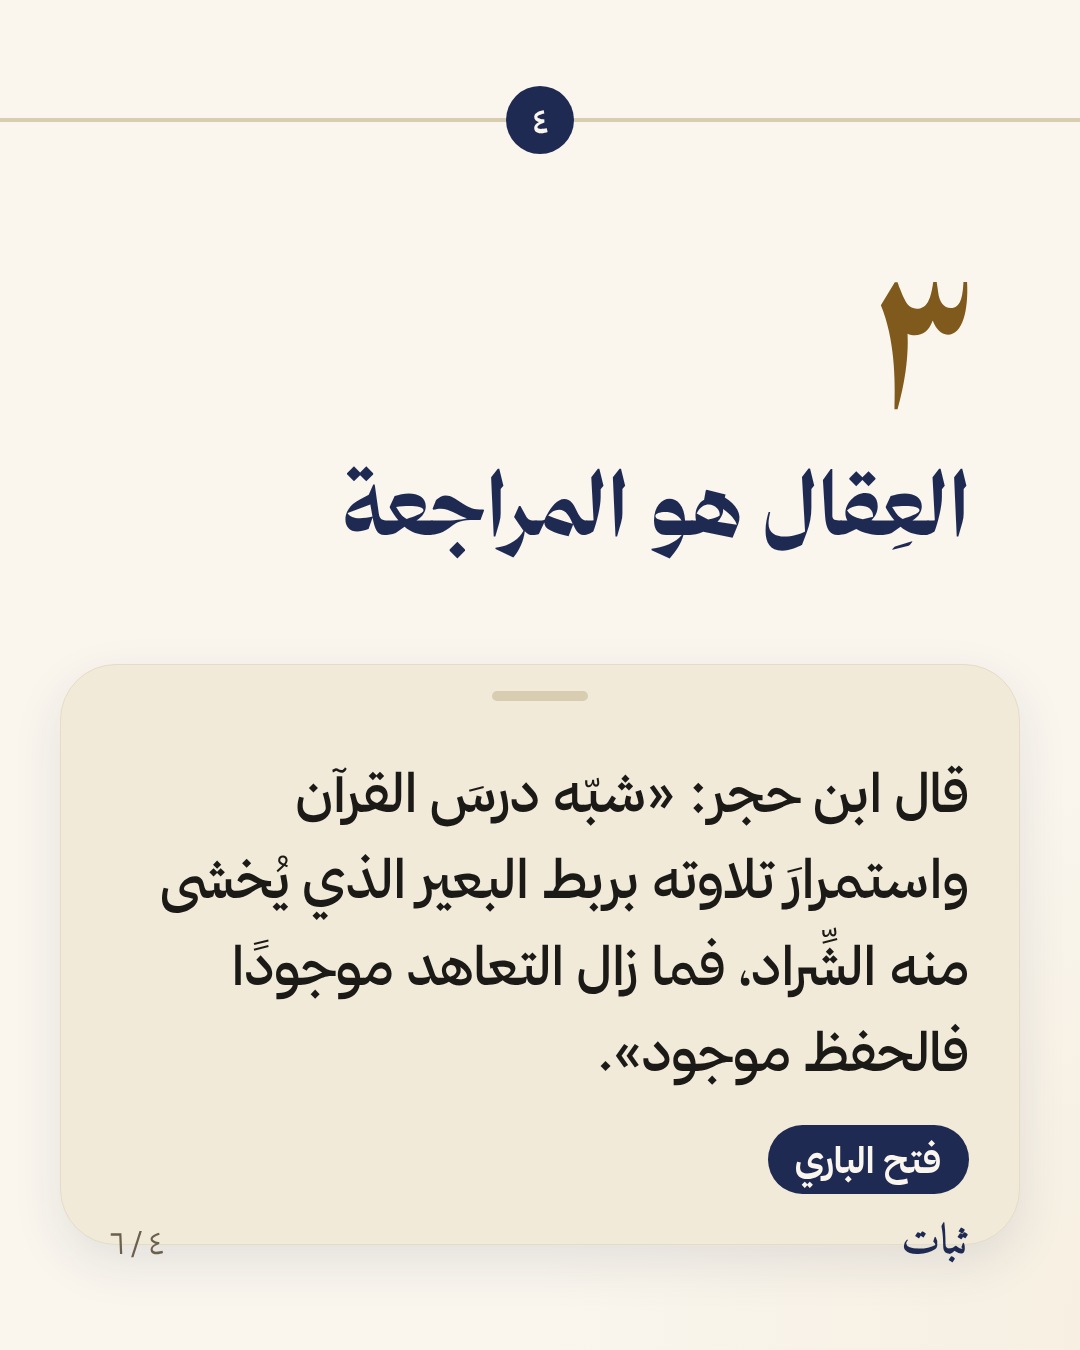 ٤
٣
العِقال هو المراجعة
قال ابن حجر: «شبّه درسَ القرآن
واستمرارَ تلاوته بربط البعير الذي يُخشى
منه الشِّراد، فما زال التعاهد موجودًا
فالحفظ موجود».
فتح الباري
ثبات
٤ / ٦